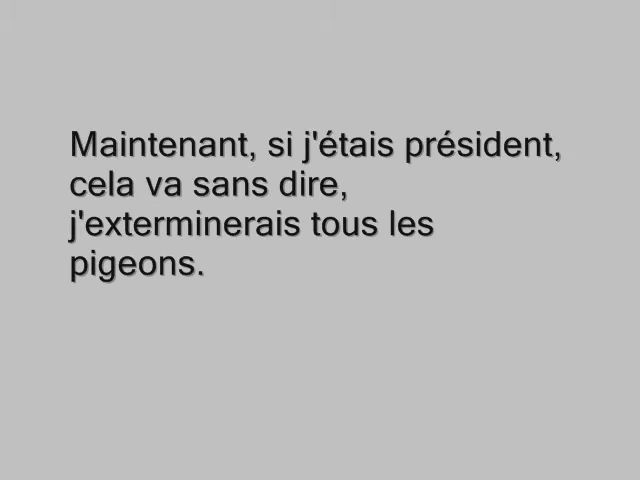 Maintenant, si j'étais président,
cela va sans dire,
j'exterminerais tous les
pigeons.